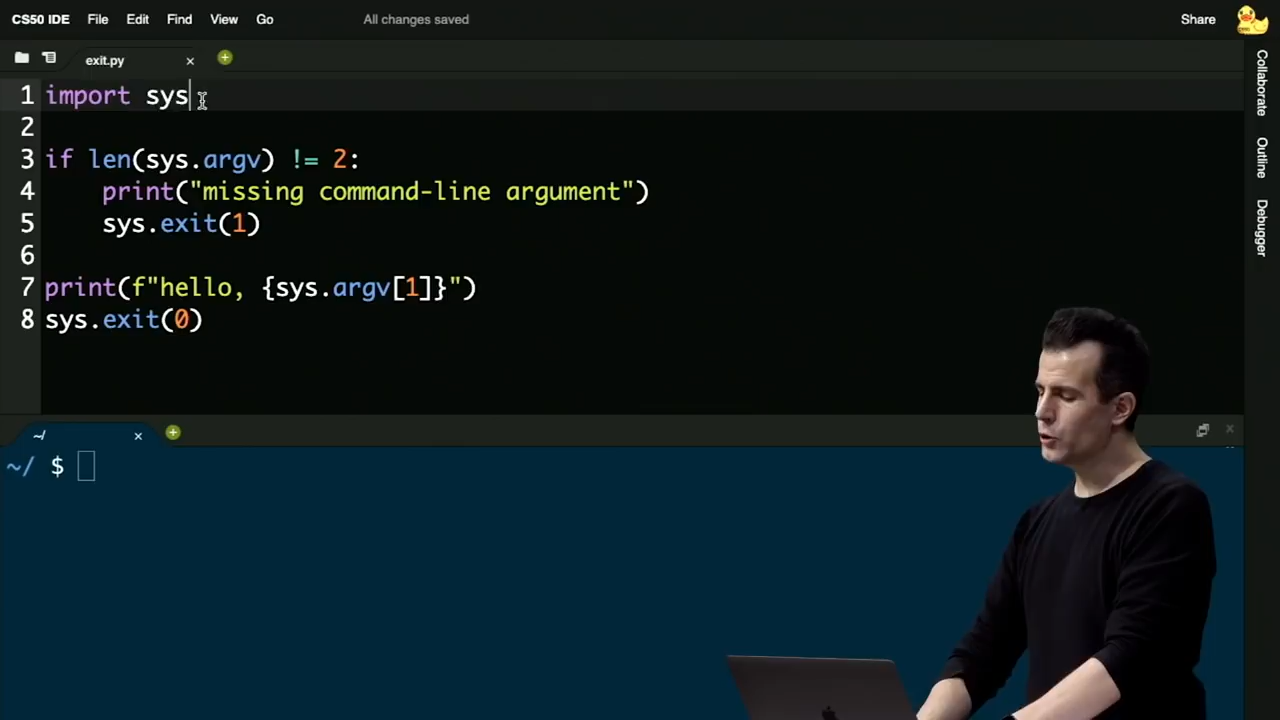 CS50 IDE File Edit Find View Go All changes saved Share
exit.py
1 import sys
2
3 if len(sys.argv) != 2:
4 print("missing command-line argument")
5 sys.exit(1)
6
7 print(f"hello, {sys.argv[1]}")
8 sys.exit(0)
~/
~/ $
Collaborate
Outline
Debugger